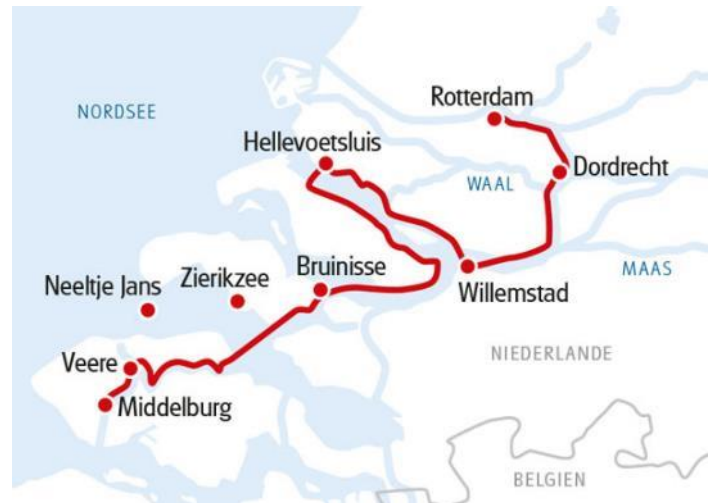 Rotterdam
NORDSEE
Hellevoetsluis
Dordrecht
WAAL
Bruinisse
MAAS
Zierikzee
Neeltje Jans
Willemstad
NIEDERLANDE
Veere
Middelburg
BELGIEN